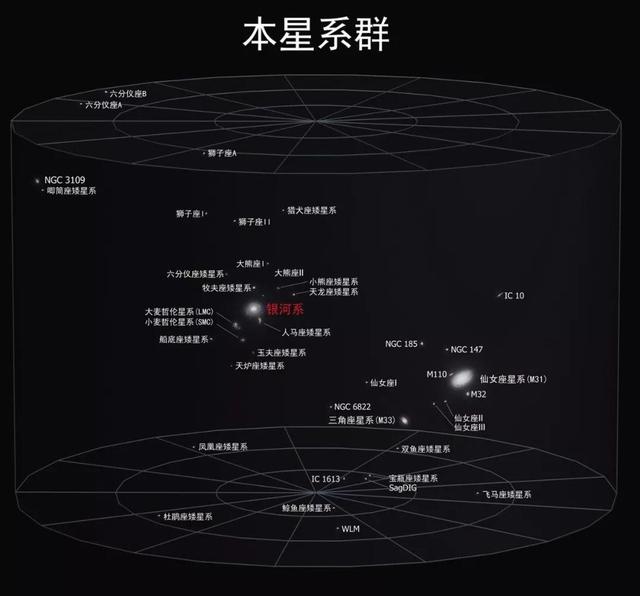 本星系群
六分仪座B
六分仪座A
狮子座A
NGC 3109
唧筒座矮星系
狮子座I
狮子座II
猎犬座矮星系
大熊座I
六分仪座矮星系
大熊座II
牧夫座矮星系
小熊座矮星系
天龙座矮星系
银河系
大麦哲伦星系(LMC)
小麦哲伦星系(SMC)
人马座矮星系
船底座矮星系
玉夫座矮星系
天炉座矮星系
IC 10
NGC 185
NGC 147
M110
仙女座星系(M31)
仙女座I
M32
NGC 6822
三角座星系(M33)
仙女座II
仙女座III
凤凰座矮星系
双鱼座矮星系
IC 1613
宝瓶座矮星系
SagDIG
飞马座矮星系
鲸鱼座矮星系
杜鹃座矮星系
WLM